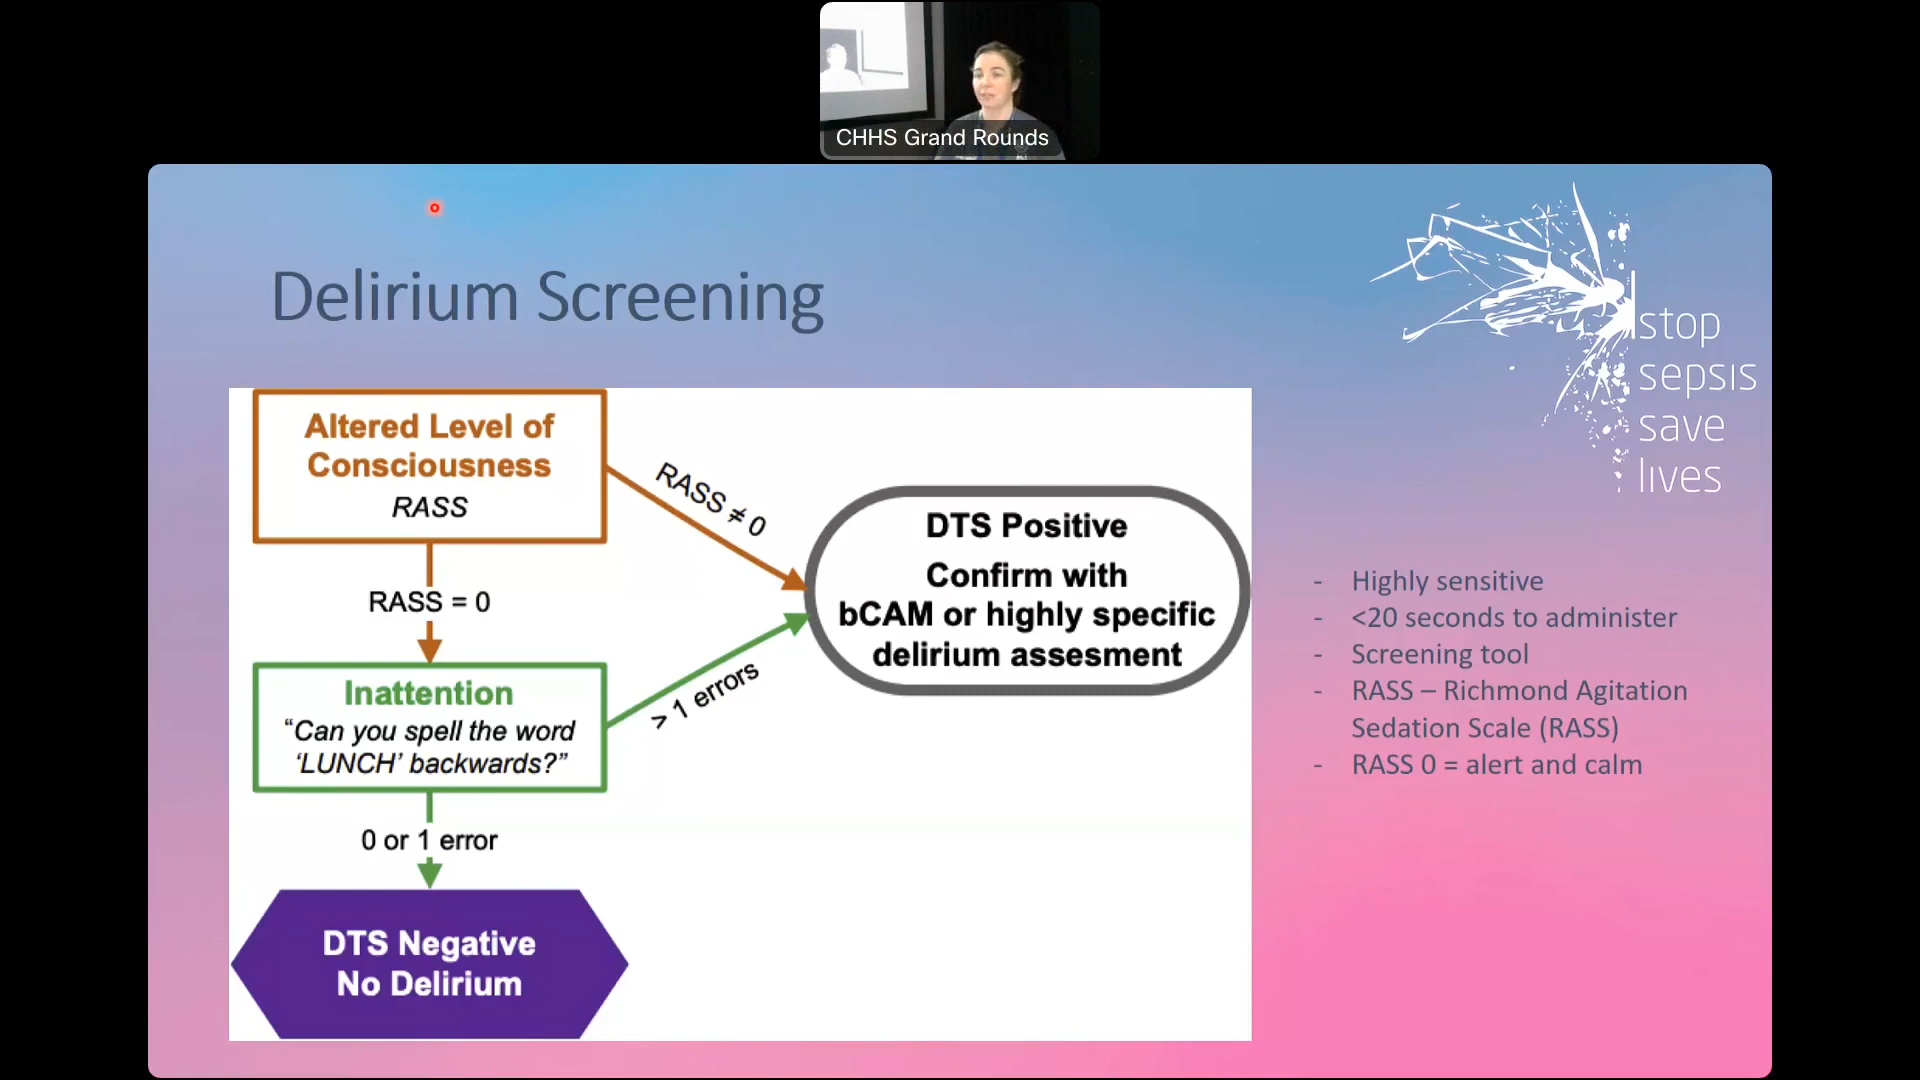 CHHS Grand Rounds
Delirium Screening
stop
sepsis
save
lives
Altered Level of
Consciousness
RASS
RASS ≠ 0
RASS = 0
DTS Positive
Confirm with
bCAM or highly specific
delirium assesment
Inattention
“Can you spell the word
‘LUNCH’ backwards?”
> 1 errors
0 or 1 error
DTS Negative
No Delirium
- Highly sensitive
- <20 seconds to administer
- Screening tool
- RASS – Richmond Agitation
Sedation Scale (RASS)
- RASS 0 = alert and calm